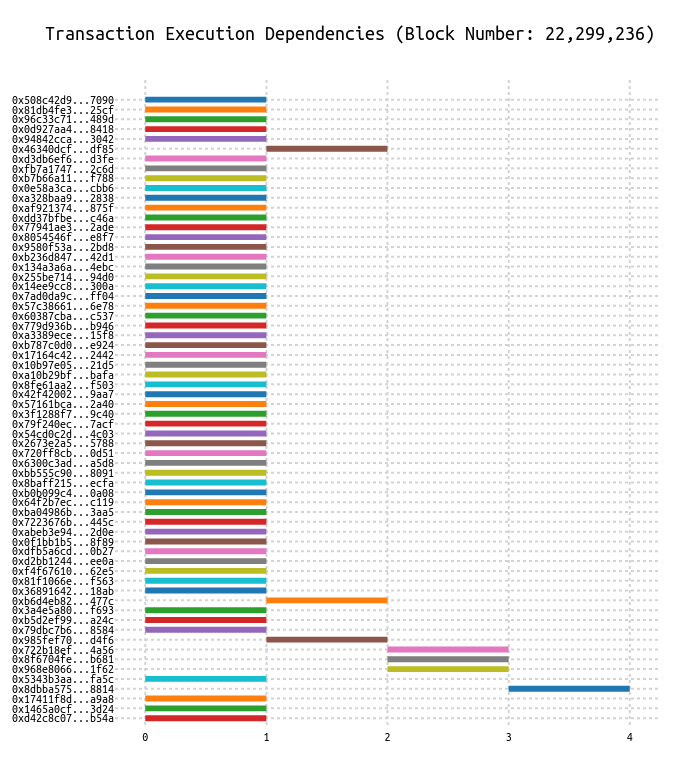 Transaction Execution Dependencies (Block Number: 22,299,236)
0x508c42d9...7090
0x81db4fe3...25cf
0x96c33c71...489d
0x0d927aa4...8418
0x94842cca...3042
0x46340dcf...df85
0xd3db6ef6...d3fe
0xfb7a1747...2c6d
0xb7b66a11...f788
0x0e58a3ca...cbb6
0xa328baa9...2838
0xaf921374...875f
0xdd37bfbe...c46a
0x77941ae3...2ade
0x8054546f...e8f7
0x9580f53a...2bd8
0xb236d847...42d1
0x134a3a6a...4ebc
0x255be714...94d0
0x14ee9cc8...300a
0x7ad0da9c...ff04
0x57c38661...6e78
0x60387cba...c537
0x779d936b...b946
0xa3389ece...15f8
0xb787c0d0...e924
0x17164c42...2442
0x10b97e05...21d5
0xa10b29bf...bafa
0x8fe61aa2...f503
0x42f42002...9aa7
0x57161bca...2a40
0x3f1288f7...9c40
0x79f240ec...7acf
0x54cd0c2d...4c03
0x2673e2a5...5788
0x720ff8cb...0d51
0x6300c3ad...a5d8
0xbb555c90...8091
0x8baff215...ecfa
0xb0b099c4...0a08
0x64f2b7ec...c119
0xba04986b...3aa5
0x7223676b...445c
0xabeb3e94...2d0e
0x0f1bb1b5...8f89
0xdfb5a6cd...0b27
0xd2bb1244...ee0a
0xf4f67610...62e5
0x81f1066e...f563
0x36891642...18ab
0xb6d4eb82...477c
0x3a4e5a80...f693
0xb5d2ef99...a24c
0x79dbc7b6...8584
0x985fef70...d4f6
0x722b18ef...4a56
0x8f6704fe...b681
0x968e8066...1f62
0x5343b3aa...fa5c
0x8dbba575...8814
0x17411f8d...a9a8
0x1465a0cf...3d24
0xd42c8c07...b54a
0 1 2 3 4